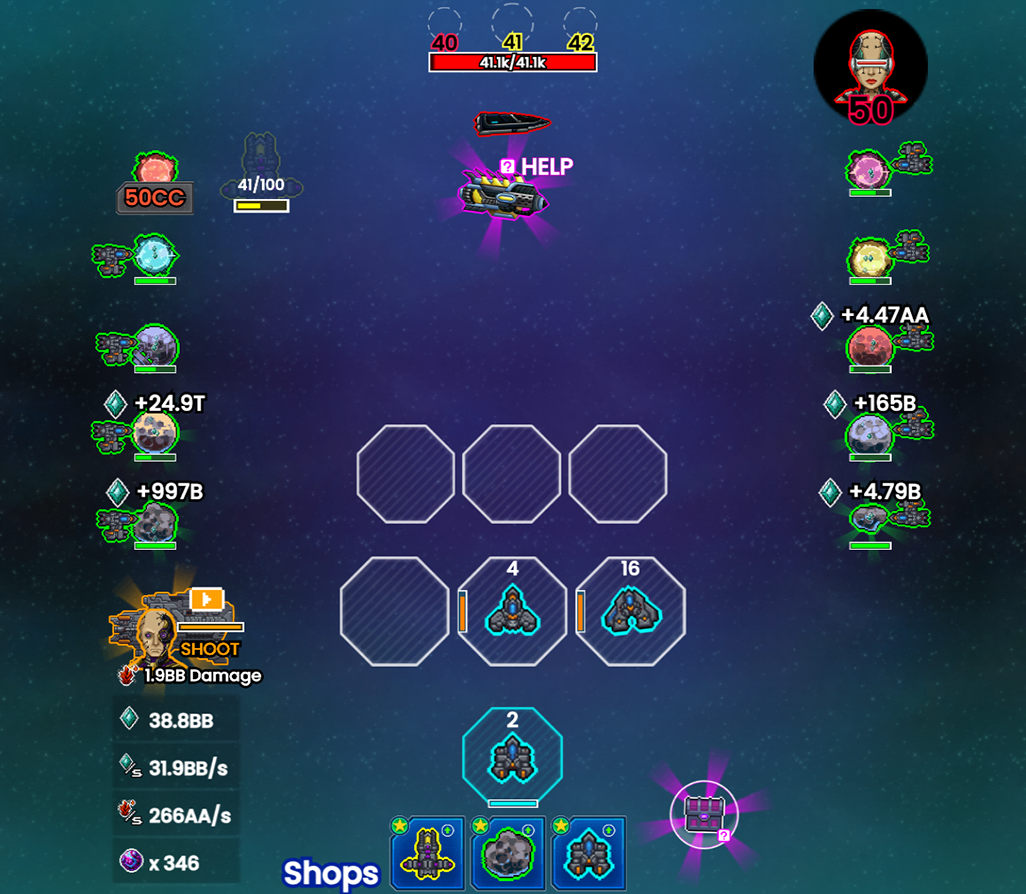 40 41 42
41.1k/41.1k
50
50CC
41/100
? HELP
+4.47AA
+24.9T
+165B
+997B
+4.79B
4
16
SHOOT
1.9BB Damage
38.8BB
s 31.9BB/s
2
s 266AA/s
?
x 346
Shops